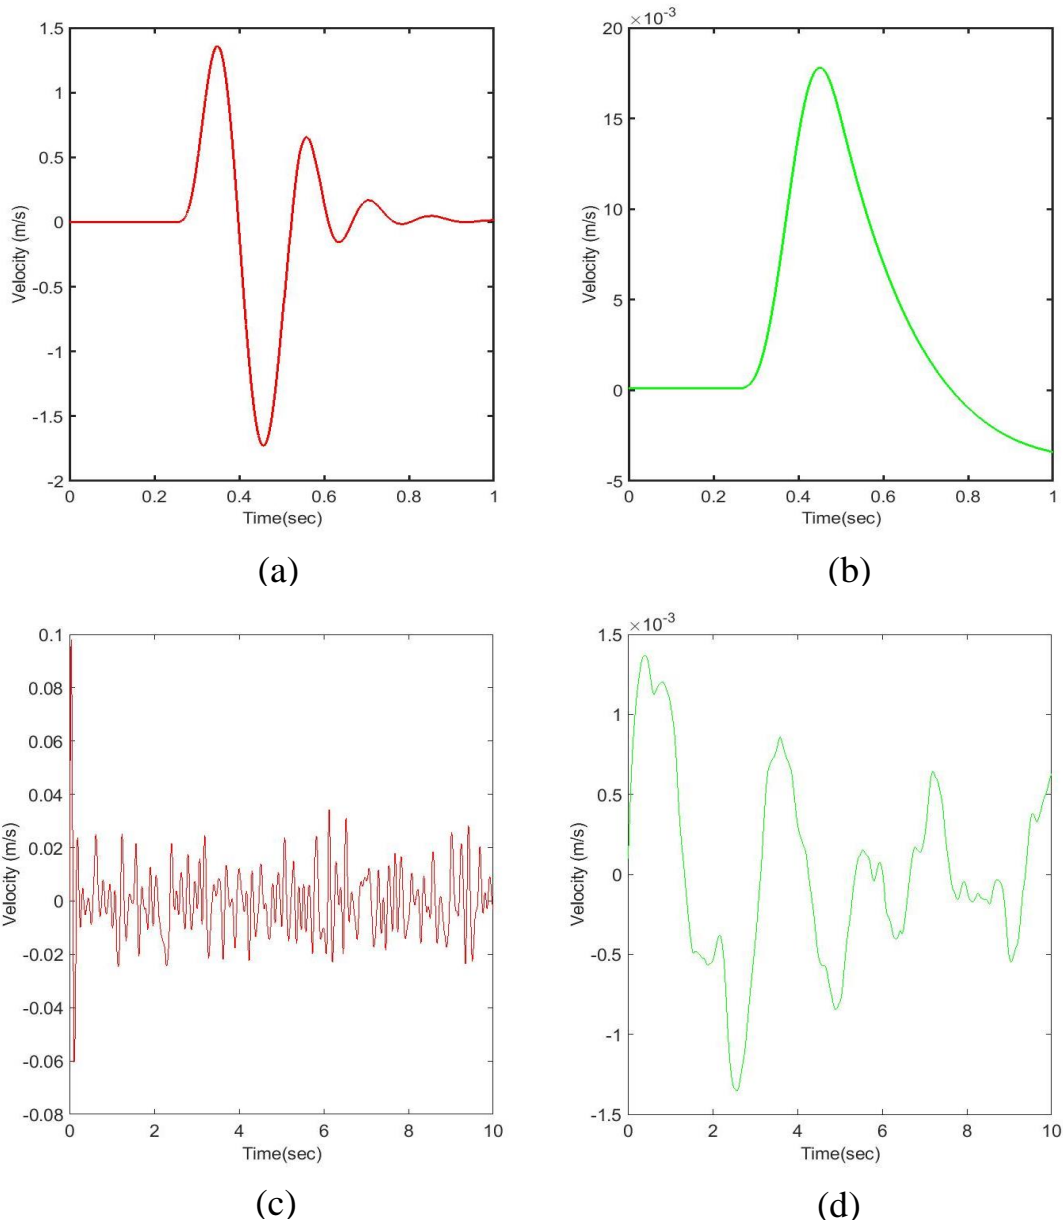 1.5
1
0.5
0
-0.5
-1
-1.5
-2
Velocity (m/s)
0 0.2 0.4 0.6 0.8 1
Time(sec)
(a)
×10-3
20
15
10
5
0
-5
Velocity (m/s)
0 0.2 0.4 0.6 0.8 1
Time(sec)
(b)
0.1
0.08
0.06
0.04
0.02
0
-0.02
-0.04
-0.06
-0.08
Velocity (m/s)
0 2 4 6 8 10
Time(sec)
(c)
×10-3
1.5
1
0.5
0
-0.5
-1
-1.5
Velocity (m/s)
0 2 4 6 8 10
Time(sec)
(d)